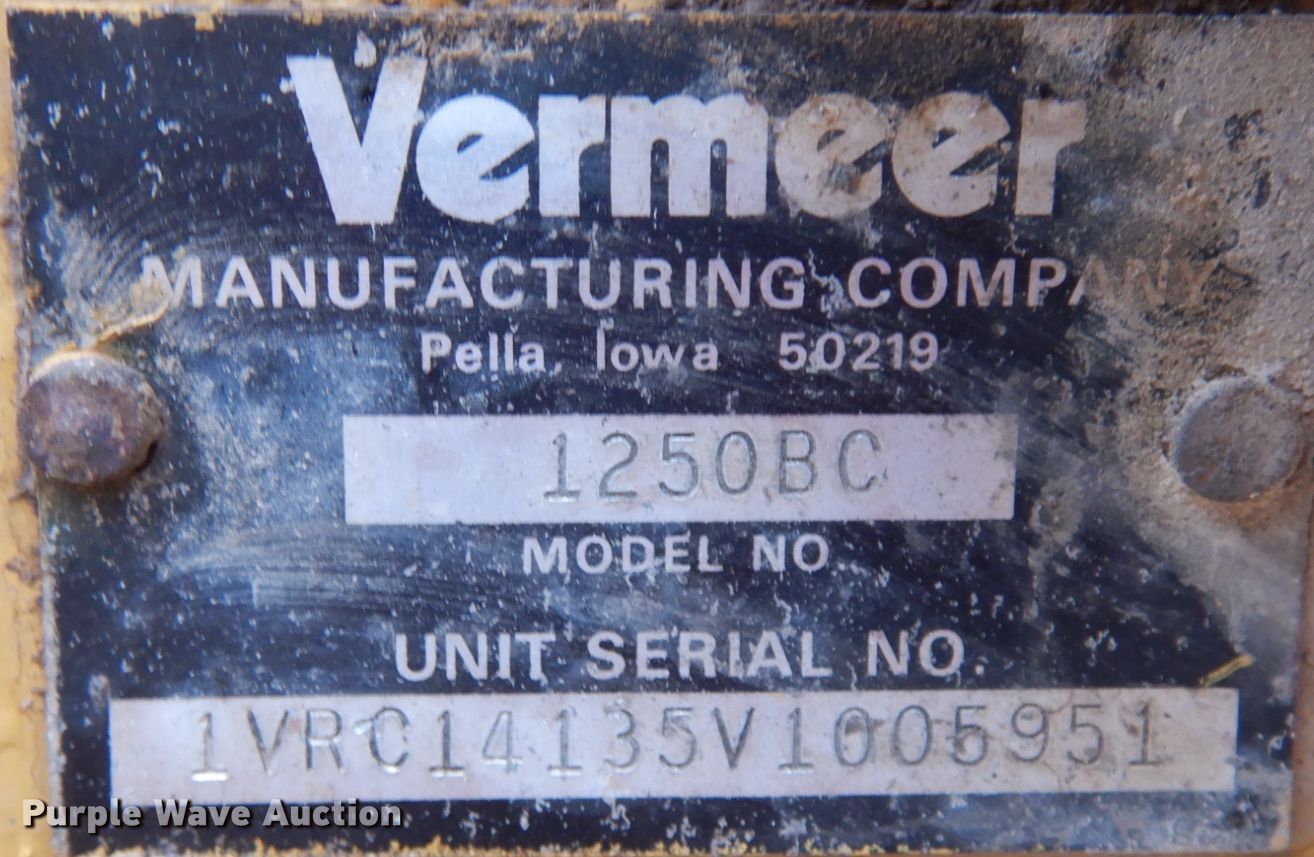 Vermeer
MANUFACTURING COMPANY
Pella, Iowa 50219
1250BC
MODEL NO.
UNIT SERIAL NO.
1VRC14135V1005951
Purple Wave Auction